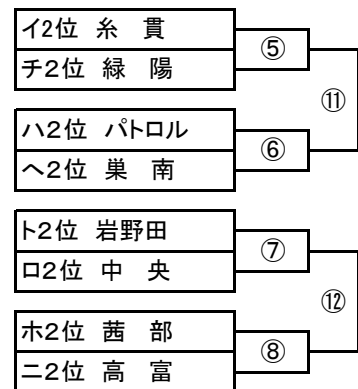 イ2位 糸 貫
⑤
チ2位 緑 陽
⑪
ハ2位 パトロル
⑥
ヘ2位 巣 南
ト2位 岩野田
⑦
ロ2位 中 央
⑫
ホ2位 茜 部
⑧
ニ2位 高 富